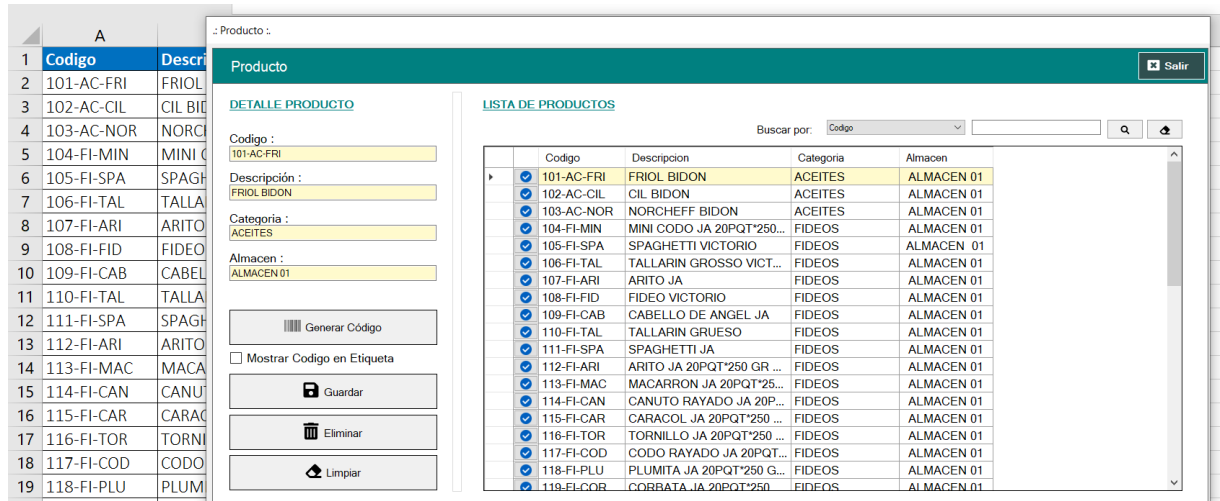 A
1 Codigo Descri
2 101-AC-FRI FRIOL
3 102-AC-CIL CIL BID
4 103-AC-NOR NORCH
5 104-FI-MIN MINI C
6 105-FI-SPA SPAGH
7 106-FI-TAL TALLA
8 107-FI-ARI ARITO
9 108-FI-FID FIDEO
10 109-FI-CAB CABEL
11 110-FI-TAL TALLA
12 111-FI-SPA SPAGH
13 112-FI-ARI ARITO
14 113-FI-MAC MACA
15 114-FI-CAN CANUT
16 115-FI-CAR CARAC
17 116-FI-TOR TORNI
18 117-FI-COD CODO
19 118-FI-PLU PLUM
.: Producto :.
Producto
Salir
DETALLE PRODUCTO
Codigo :
101-AC-FRI
Descripción :
FRIOL BIDON
Categoria :
ACEITES
Almacen :
ALMACEN 01
Generar Código
Mostrar Codigo en Etiqueta
Guardar
Eliminar
Limpiar
LISTA DE PRODUCTOS
Buscar por: Codigo
Codigo Descripcion Categoria Almacen
101-AC-FRI FRIOL BIDON ACEITES ALMACEN 01
102-AC-CIL CIL BIDON ACEITES ALMACEN 01
103-AC-NOR NORCHEFF BIDON ACEITES ALMACEN 01
104-FI-MIN MINI CODO JA 20PQT*250... FIDEOS ALMACEN 01
105-FI-SPA SPAGHETTI VICTORIO FIDEOS ALMACEN 01
106-FI-TAL TALLARIN GROSSO VICT... FIDEOS ALMACEN 01
107-FI-ARI ARITO JA FIDEOS ALMACEN 01
108-FI-FID FIDEO VICTORIO FIDEOS ALMACEN 01
109-FI-CAB CABELLO DE ANGEL JA FIDEOS ALMACEN 01
110-FI-TAL TALLARIN GRUESO FIDEOS ALMACEN 01
111-FI-SPA SPAGHETTI JA FIDEOS ALMACEN 01
112-FI-ARI ARITO JA 20PQT*250 GR ... FIDEOS ALMACEN 01
113-FI-MAC MACARRON JA 20PQT*25... FIDEOS ALMACEN 01
114-FI-CAN CANUTO RAYADO JA 20P... FIDEOS ALMACEN 01
115-FI-CAR CARACOL JA 20PQT*250 ... FIDEOS ALMACEN 01
116-FI-TOR TORNILLO JA 20PQT*250 ... FIDEOS ALMACEN 01
117-FI-COD CODO RAYADO JA 20PQT... FIDEOS ALMACEN 01
118-FI-PLU PLUMITA JA 20PQT*250 G... FIDEOS ALMACEN 01
119-FI-COR CORBATA JA 20PQT*250 ... FIDEOS ALMACEN 01